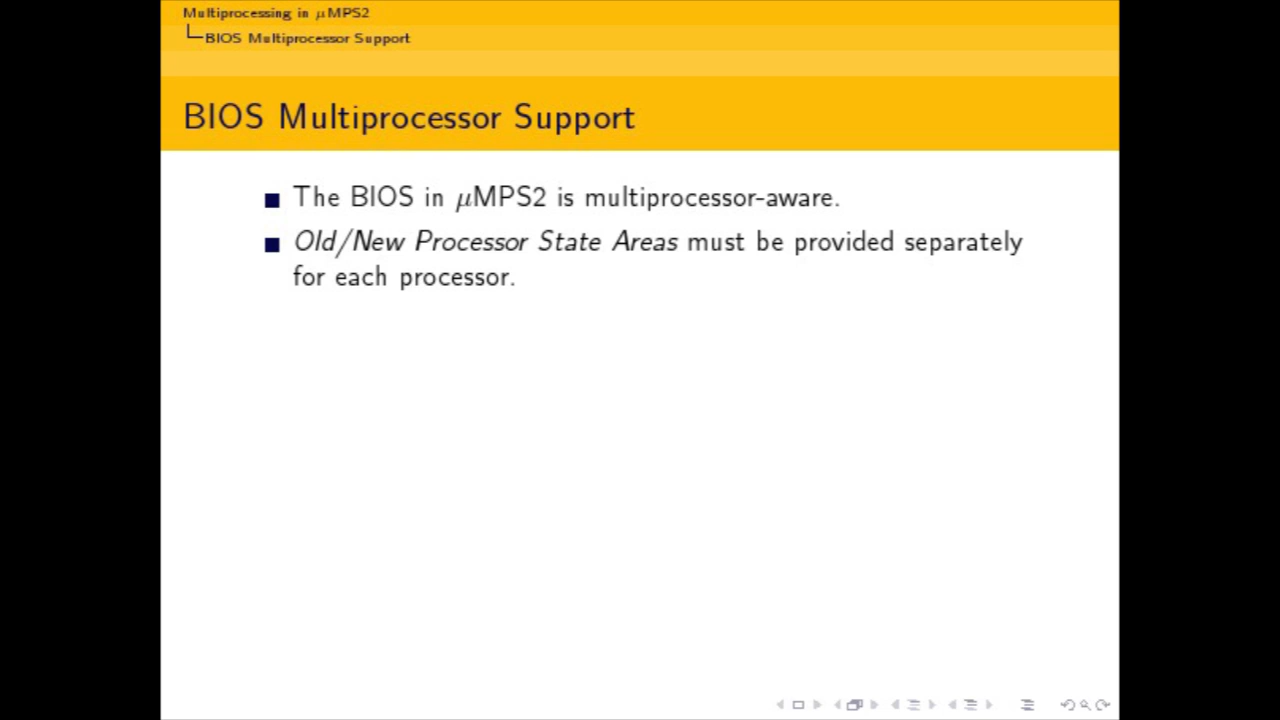 Multiprocessing in μMPS2
BIOS Multiprocessor Support
BIOS Multiprocessor Support
The BIOS in μMPS2 is multiprocessor-aware.
Old/New Processor State Areas must be provided separately
for each processor.